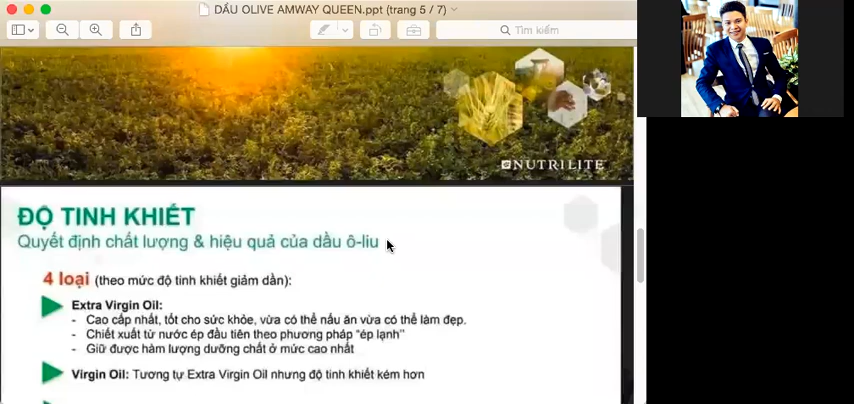 DẦU OLIVE AMWAY QUEEN.ppt (trang 5 / 7)
Tìm kiếm
NUTRILITE
ĐỘ TINH KHIẾT
Quyết định chất lượng & hiệu quả của dầu ô-liu
4 loại (theo mức độ tinh khiết giảm dần):
Extra Virgin Oil:
- Cao cấp nhất, tốt cho sức khỏe, vừa có thể nấu ăn vừa có thể làm đẹp.
- Chiết xuất từ nước ép đầu tiên theo phương pháp “ép lạnh”
- Giữ được hàm lượng dưỡng chất ở mức cao nhất
Virgin Oil: Tương tự Extra Virgin Oil nhưng độ tinh khiết kém hơn